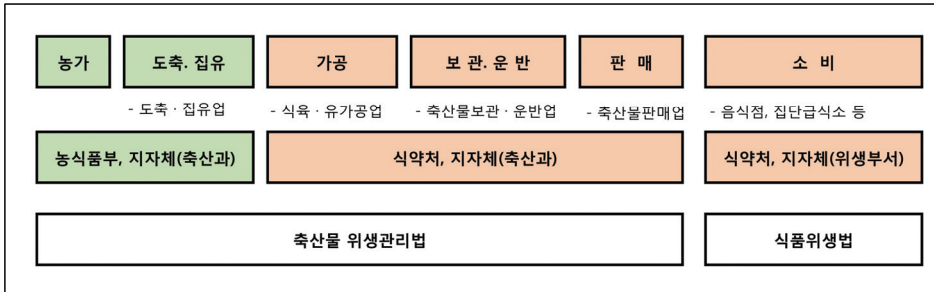 농가 도축. 집유 가공 보 관. 운 반 판 매 소 비
- 도축 · 집유업 - 식육 · 유가공업 - 축산물보관 · 운반업 - 축산물판매업 - 음식점, 집단급식소 등
농식품부, 지자체(축산과) 식약처, 지자체(축산과) 식약처, 지자체(위생부서)
축산물 위생관리법 식품위생법